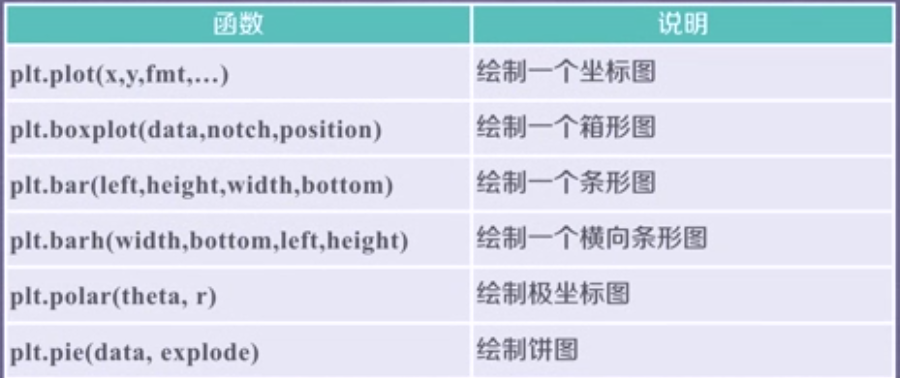 函数 说明
plt.plot(x,y,fmt,…) 绘制一个坐标图
plt.boxplot(data,notch,position) 绘制一个箱形图
plt.bar(left,height,width,bottom) 绘制一个条形图
plt.barh(width,bottom,left,height) 绘制一个横向条形图
plt.polar(theta, r) 绘制极坐标图
plt.pie(data, explode) 绘制饼图